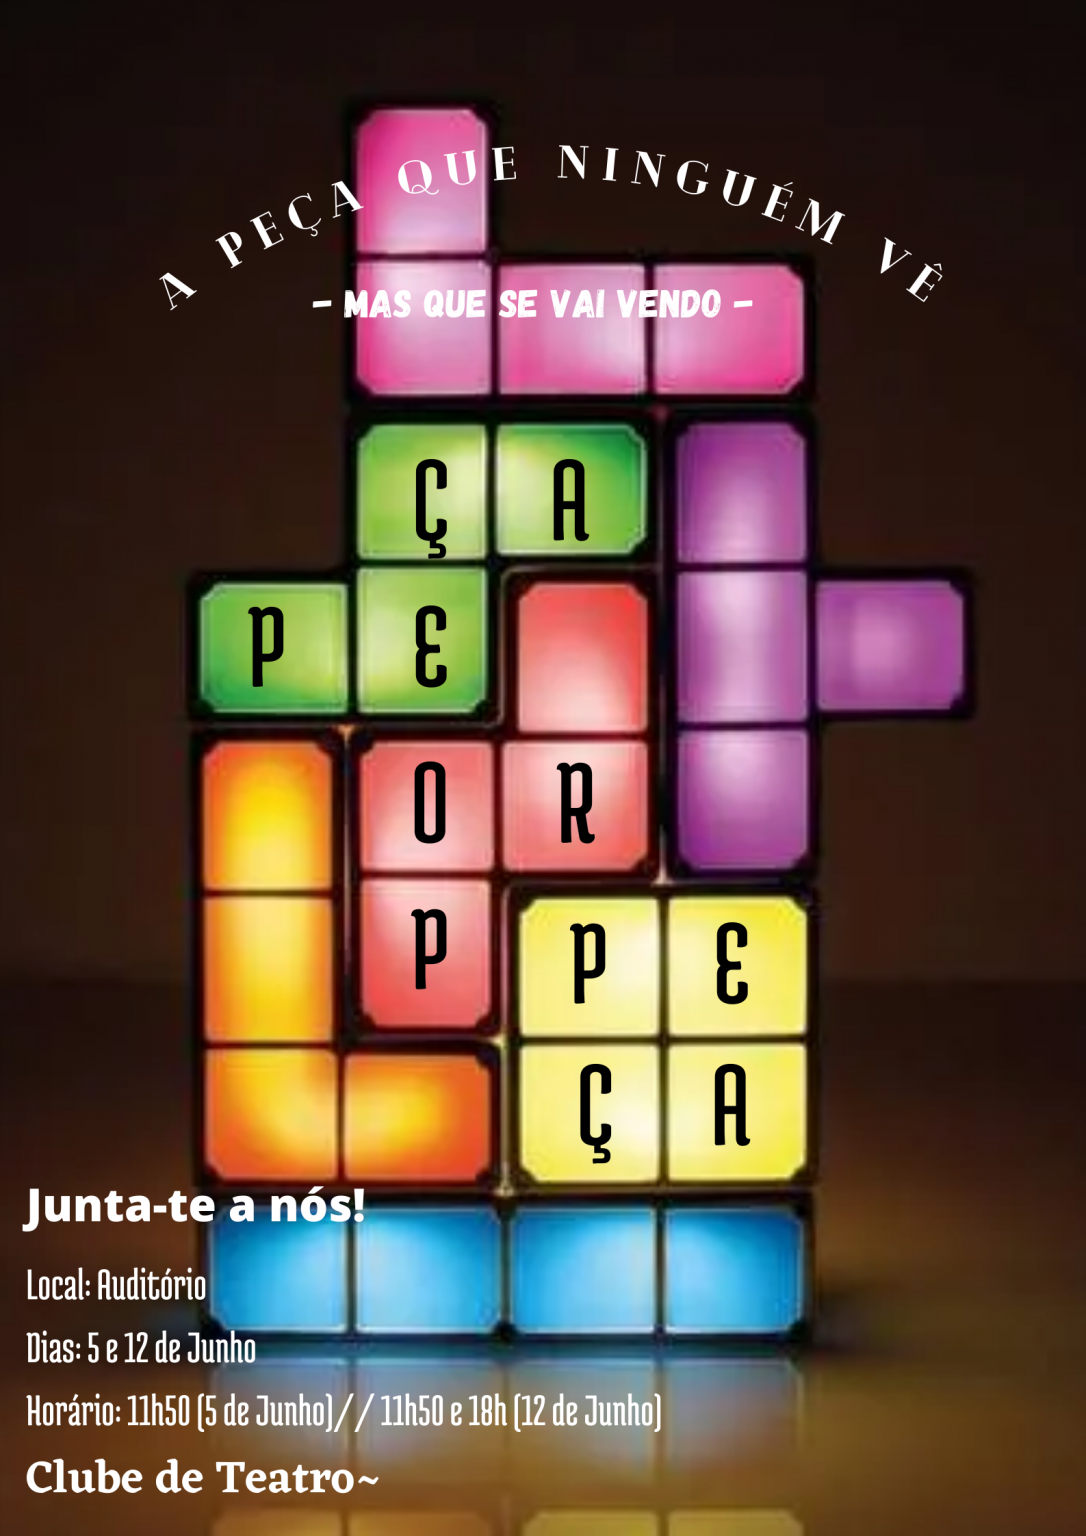 A PEÇA QUE NINGUÉM VÊ
- MAS QUE SE VAI VENDO -
Ç A
P E
O R
P
P E
Ç A
Junta-te a nós!
Local: Auditório
Dias: 5 e 12 de Junho
Horário: 11h50 (5 de Junho)// 11h50 e 18h (12 de Junho)
Clube de Teatro~